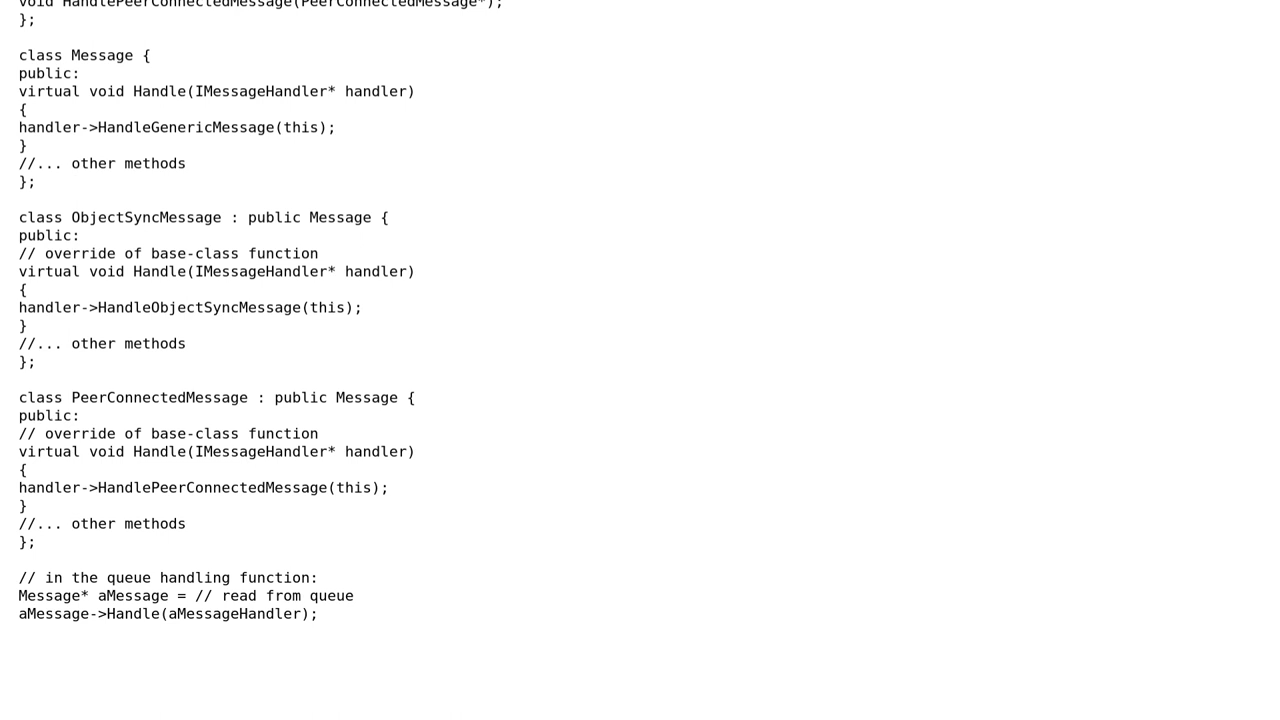 void HandlePeerConnectedMessage(PeerConnectedMessage*);
};

class Message {
public:
virtual void Handle(IMessageHandler* handler)
{
handler->HandleGenericMessage(this);
}
//... other methods
};

class ObjectSyncMessage : public Message {
public:
// override of base-class function
virtual void Handle(IMessageHandler* handler)
{
handler->HandleObjectSyncMessage(this);
}
//... other methods
};

class PeerConnectedMessage : public Message {
public:
// override of base-class function
virtual void Handle(IMessageHandler* handler)
{
handler->HandlePeerConnectedMessage(this);
}
//... other methods
};

// in the queue handling function:
Message* aMessage = // read from queue
aMessage->Handle(aMessageHandler);